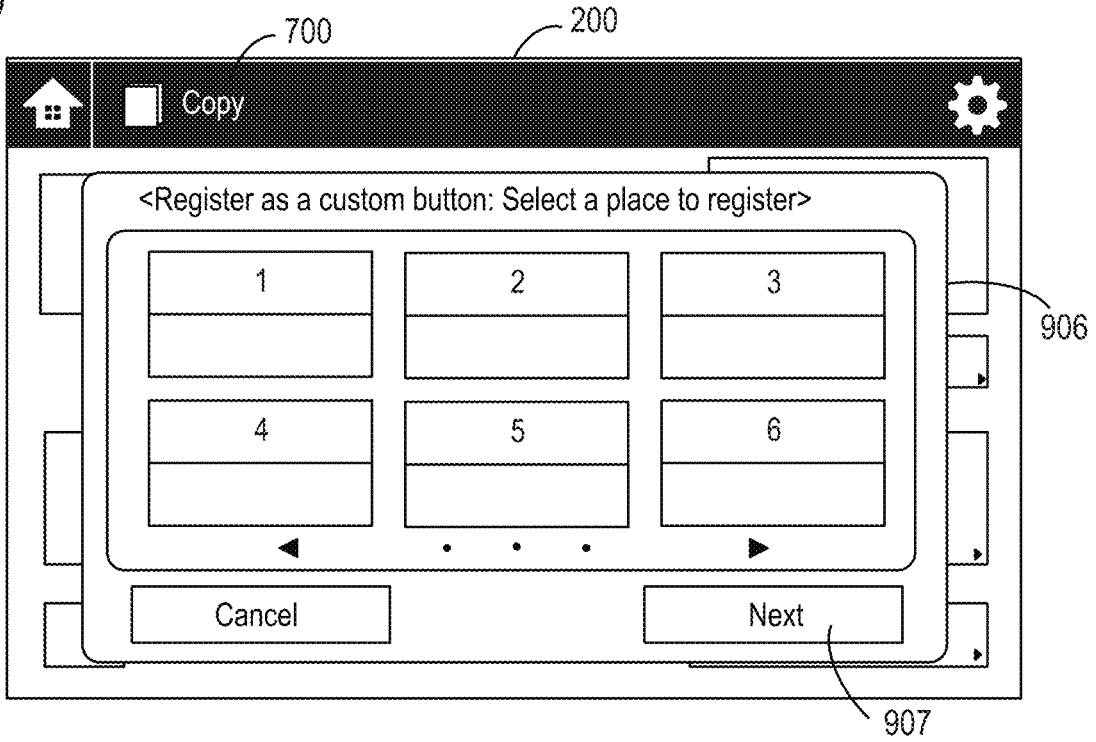 700
200
Copy
<Register as a custom button: Select a place to register>
1 2 3
906
4 5 6
Cancel Next
907